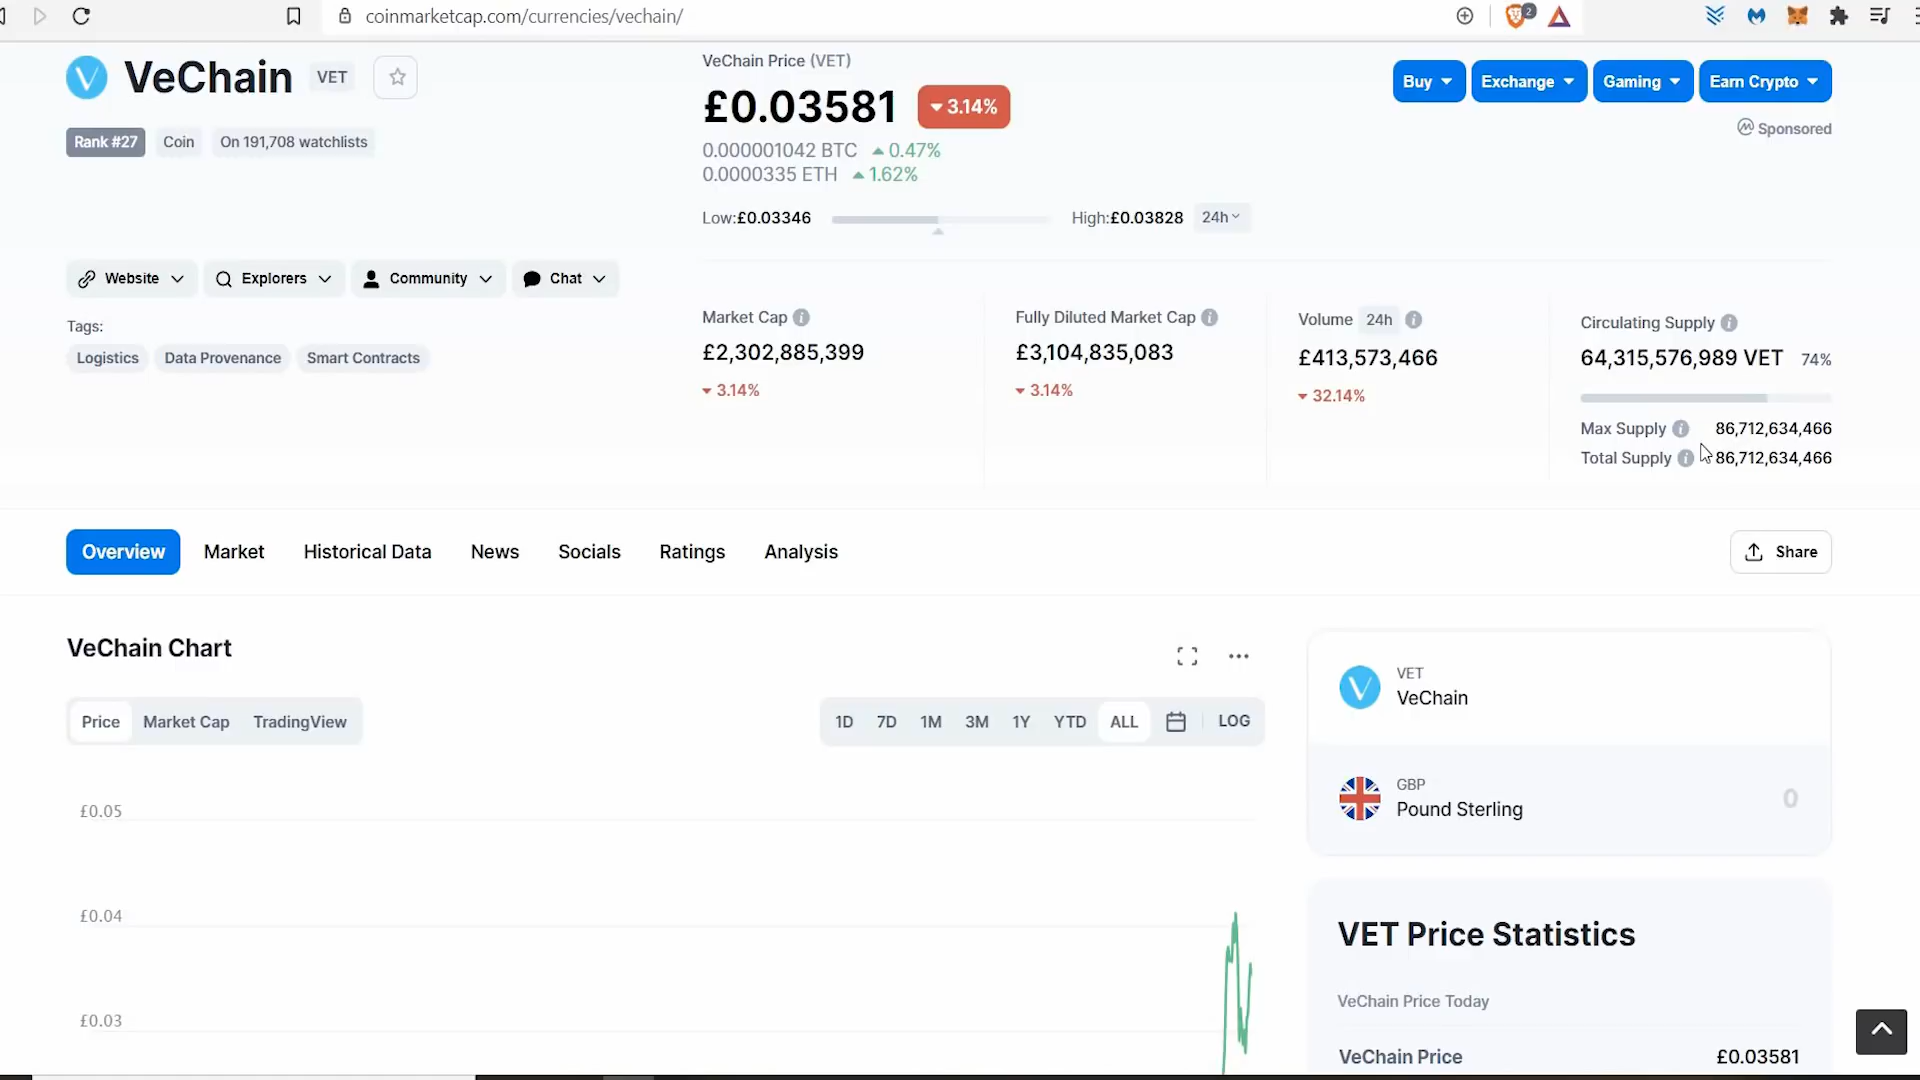 coinmarketcap.com/currencies/vechain/
2
VeChain VET
Rank #27 Coin On 191,708 watchlists
Website Explorers Community Chat
Tags:
Logistics Data Provenance Smart Contracts
VeChain Price (VET)
£0.03581 3.14%
0.000001042 BTC 0.47%
0.0000335 ETH 1.62%
Low:£0.03346 High:£0.03828 24h
Buy Exchange Gaming Earn Crypto
Sponsored
Market Cap
£2,302,885,399
3.14%
Fully Diluted Market Cap
£3,104,835,083
3.14%
Volume 24h
£413,573,466
32.14%
Circulating Supply
64,315,576,989 VET 74%
Max Supply 86,712,634,466
Total Supply 86,712,634,466
Overview Market Historical Data News Socials Ratings Analysis Share
VeChain Chart
Price Market Cap TradingView 1D 7D 1M 3M 1Y YTD ALL LOG
£0.05
£0.04
£0.03
VET
VeChain
GBP
Pound Sterling 0
VET Price Statistics
VeChain Price Today
VeChain Price £0.03581